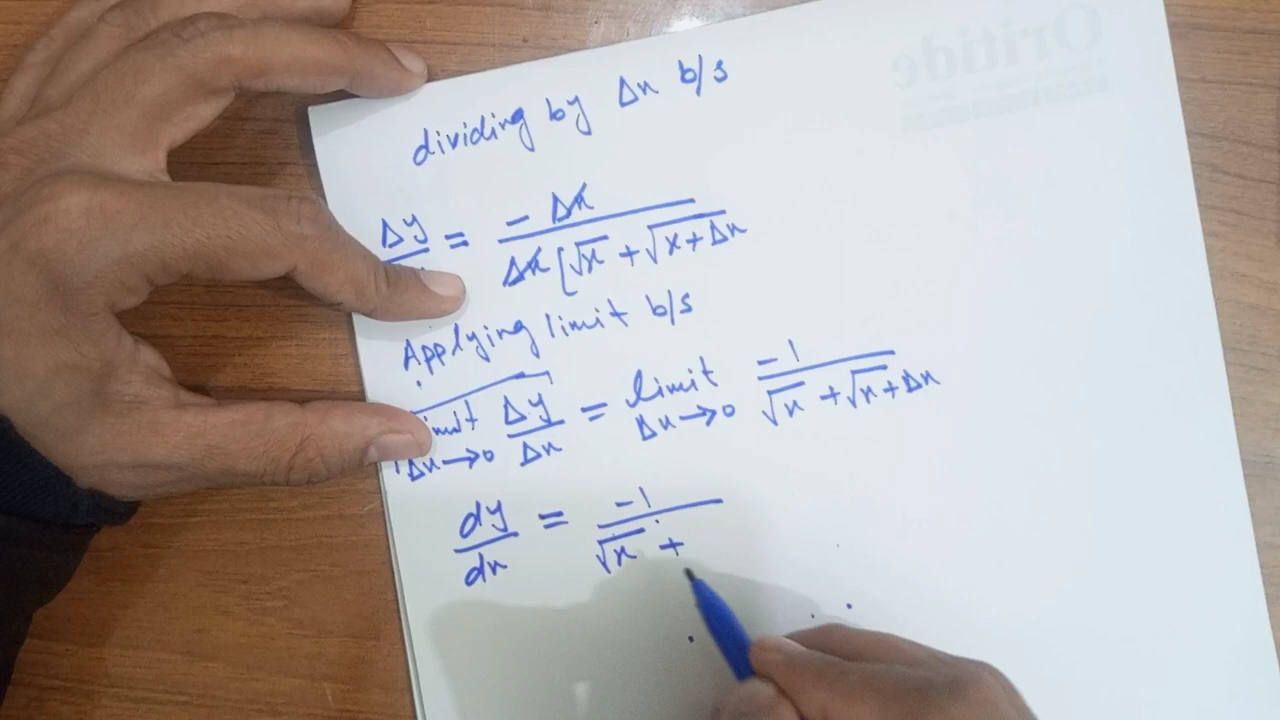 Oritide
dividing by Δx b/s
Δy = -Δx / Δx [√x + √x+Δx
Applying limit b/s
limit Δx→0 Δy/Δx = limit Δx→0 -1 / √x + √x+Δx
dy/dx = -1 / √x +